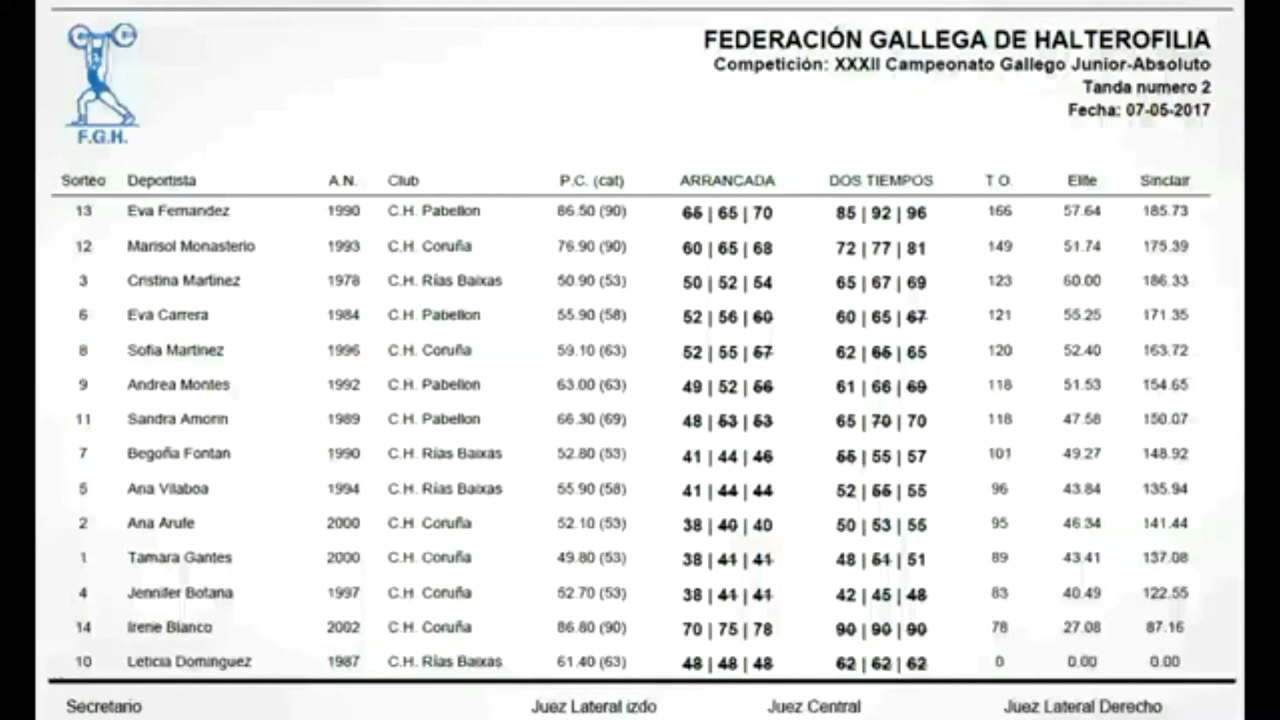 F.G.H.
FEDERACIÓN GALLEGA DE HALTEROFILIA
Competición: XXXII Campeonato Gallego Junior-Absoluto
Tanda numero 2
Fecha: 07-05-2017
Sorteo Deportista A.N. Club P.C. (cat) ARRANCADA DOS TIEMPOS T.O. Elite Sinclair
13 Eva Fernandez 1990 C.H. Pabellon 86.50 (90) 65 | 65 | 70 85 | 92 | 96 166 57.64 185.73
12 Marisol Monasterio 1993 C.H. Coruña 76.90 (90) 60 | 65 | 68 72 | 77 | 81 149 51.74 175.39
3 Cristina Martinez 1978 C.H. Rías Baixas 50.90 (53) 50 | 52 | 54 65 | 67 | 69 123 60.00 186.33
6 Eva Carrera 1984 C.H. Pabellon 55.90 (58) 52 | 56 | 60 60 | 65 | 67 121 55.25 171.35
8 Sofia Martinez 1996 C.H. Coruña 59.10 (63) 52 | 55 | 57 62 | 65 | 65 120 52.40 163.72
9 Andrea Montes 1992 C.H. Pabellon 63.00 (63) 49 | 52 | 56 61 | 66 | 69 118 51.53 154.65
11 Sandra Amorin 1989 C.H. Pabellon 66.30 (69) 48 | 53 | 53 65 | 70 | 70 118 47.58 150.07
7 Begoña Fontan 1990 C.H. Rías Baixas 52.80 (53) 41 | 44 | 46 55 | 55 | 57 101 49.27 148.92
5 Ana Vilaboa 1994 C.H. Rías Baixas 55.90 (58) 41 | 44 | 44 52 | 55 | 55 96 43.84 135.94
2 Ana Arufe 2000 C.H. Coruña 52.10 (53) 38 | 40 | 40 50 | 53 | 55 95 46.34 141.44
1 Tamara Gantes 2000 C.H. Coruña 49.80 (53) 38 | 41 | 41 48 | 51 | 51 89 43.41 137.08
4 Jennifer Botana 1997 C.H. Coruña 52.70 (53) 38 | 41 | 41 42 | 45 | 48 83 40.49 122.55
14 Irene Blanco 2002 C.H. Coruña 86.80 (90) 70 | 75 | 78 90 | 90 | 90 78 27.08 87.16
10 Leticia Dominguez 1987 C.H. Rías Baixas 61.40 (63) 48 | 48 | 48 62 | 62 | 62 0 0.00 0.00
Secretario Juez Lateral izdo Juez Central Juez Lateral Derecho